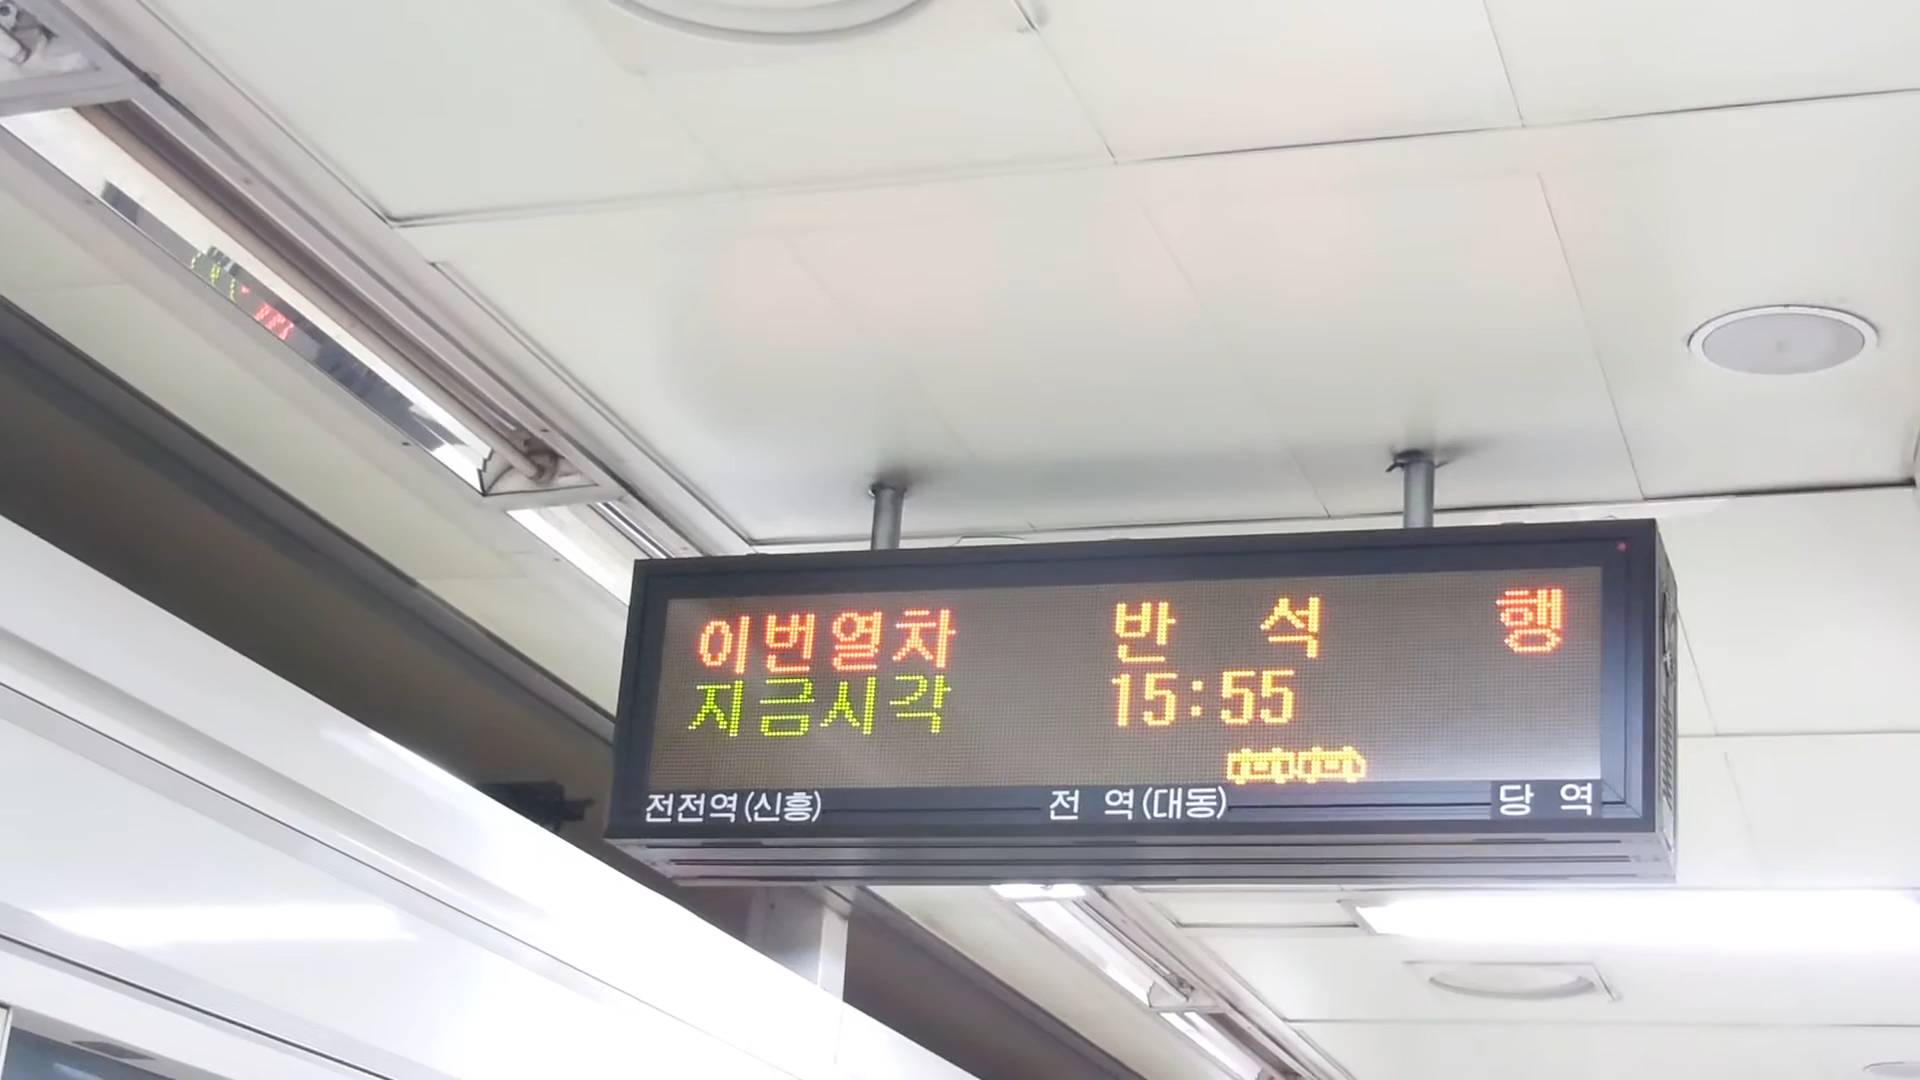 이번열차 반 석 행
지금시각 15:55
전전역(신흥) 전 역(대동) 당 역